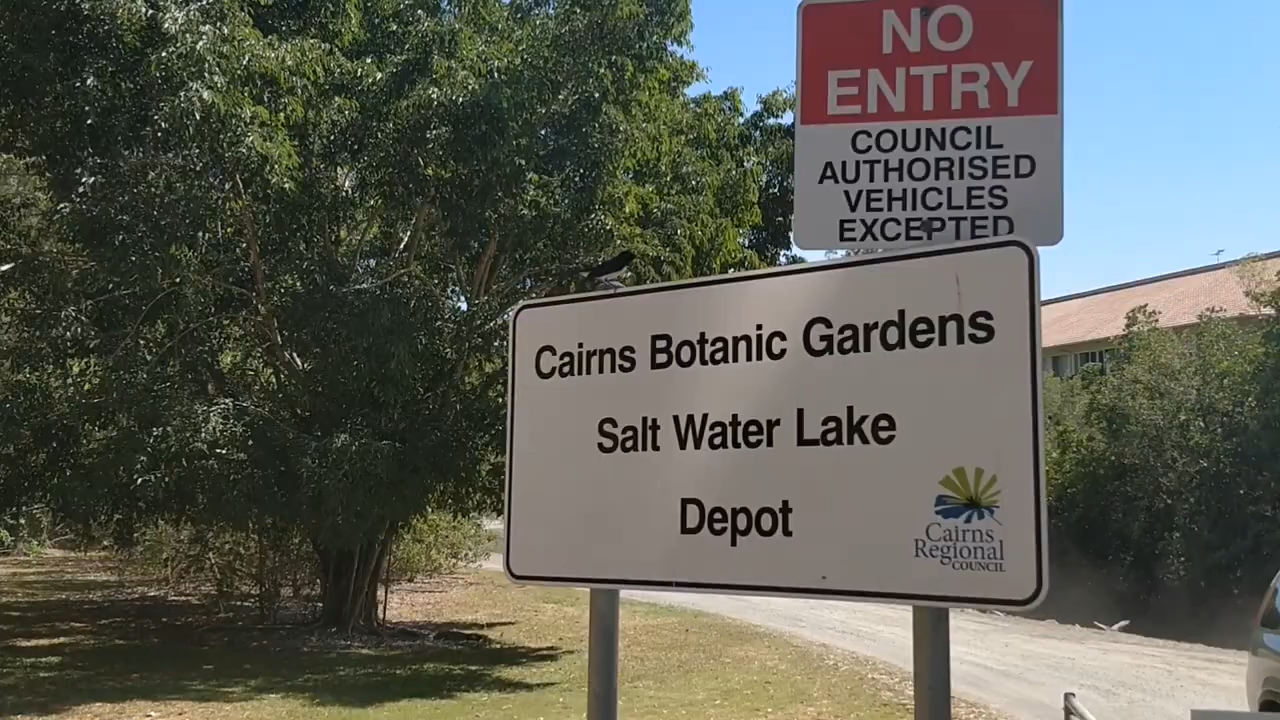 NO
ENTRY
COUNCIL
AUTHORISED
VEHICLES
EXCEPTED
Cairns Botanic Gardens
Salt Water Lake
Depot
Cairns
Regional
COUNCIL